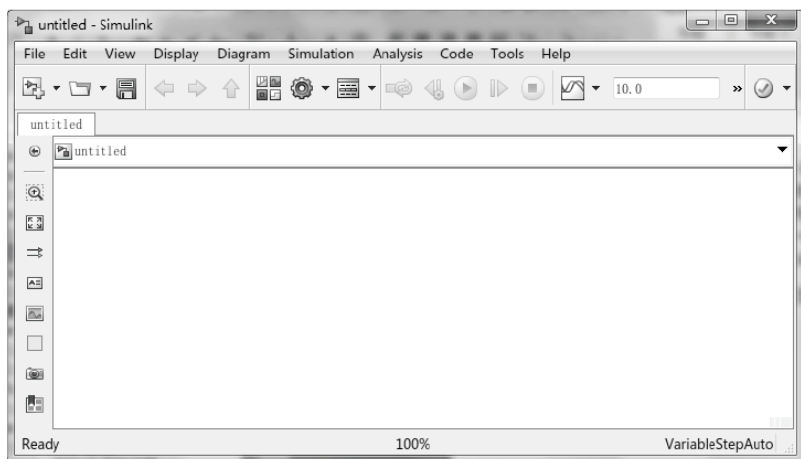 untitled - Simulink
File Edit View Display Diagram Simulation Analysis Code Tools Help
10.0
untitled
untitled
Ready 100% VariableStepAuto